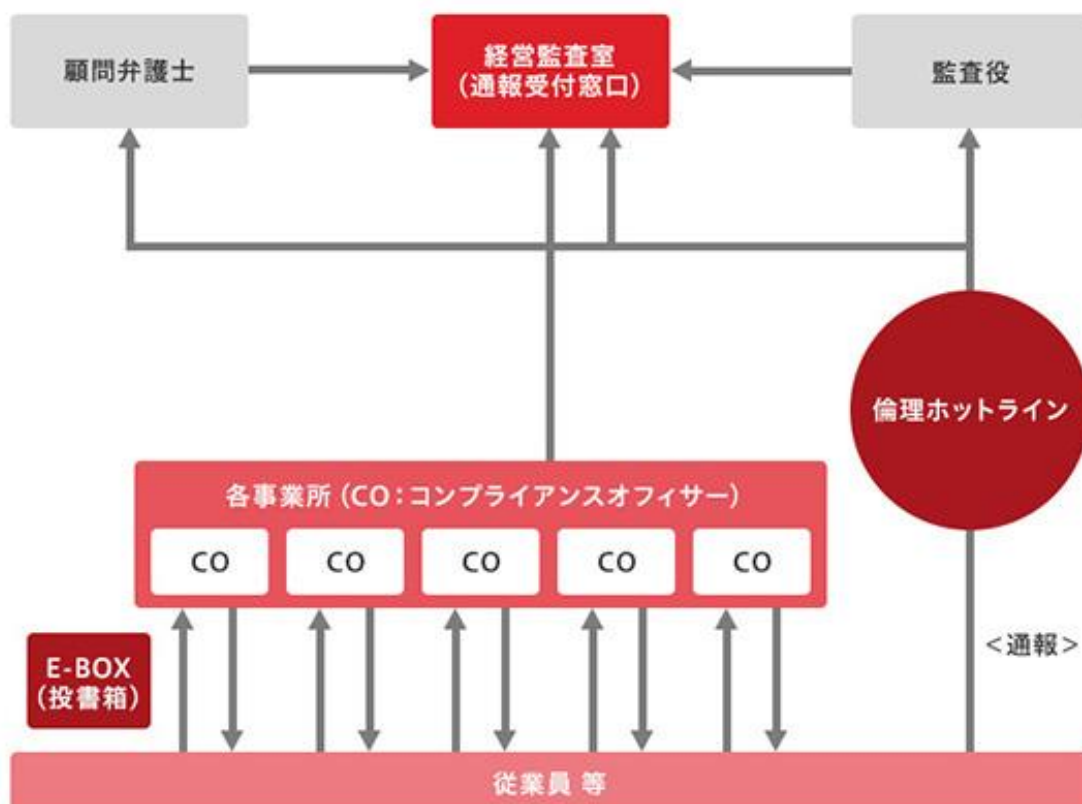 顧問弁護士
経営監査室
（通報受付窓口）
監査役
倫理ホットライン
各事業所（CO：コンプライアンスオフィサー）
CO
CO
CO
CO
CO
E-BOX
（投書箱）
＜通報＞
従業員 等